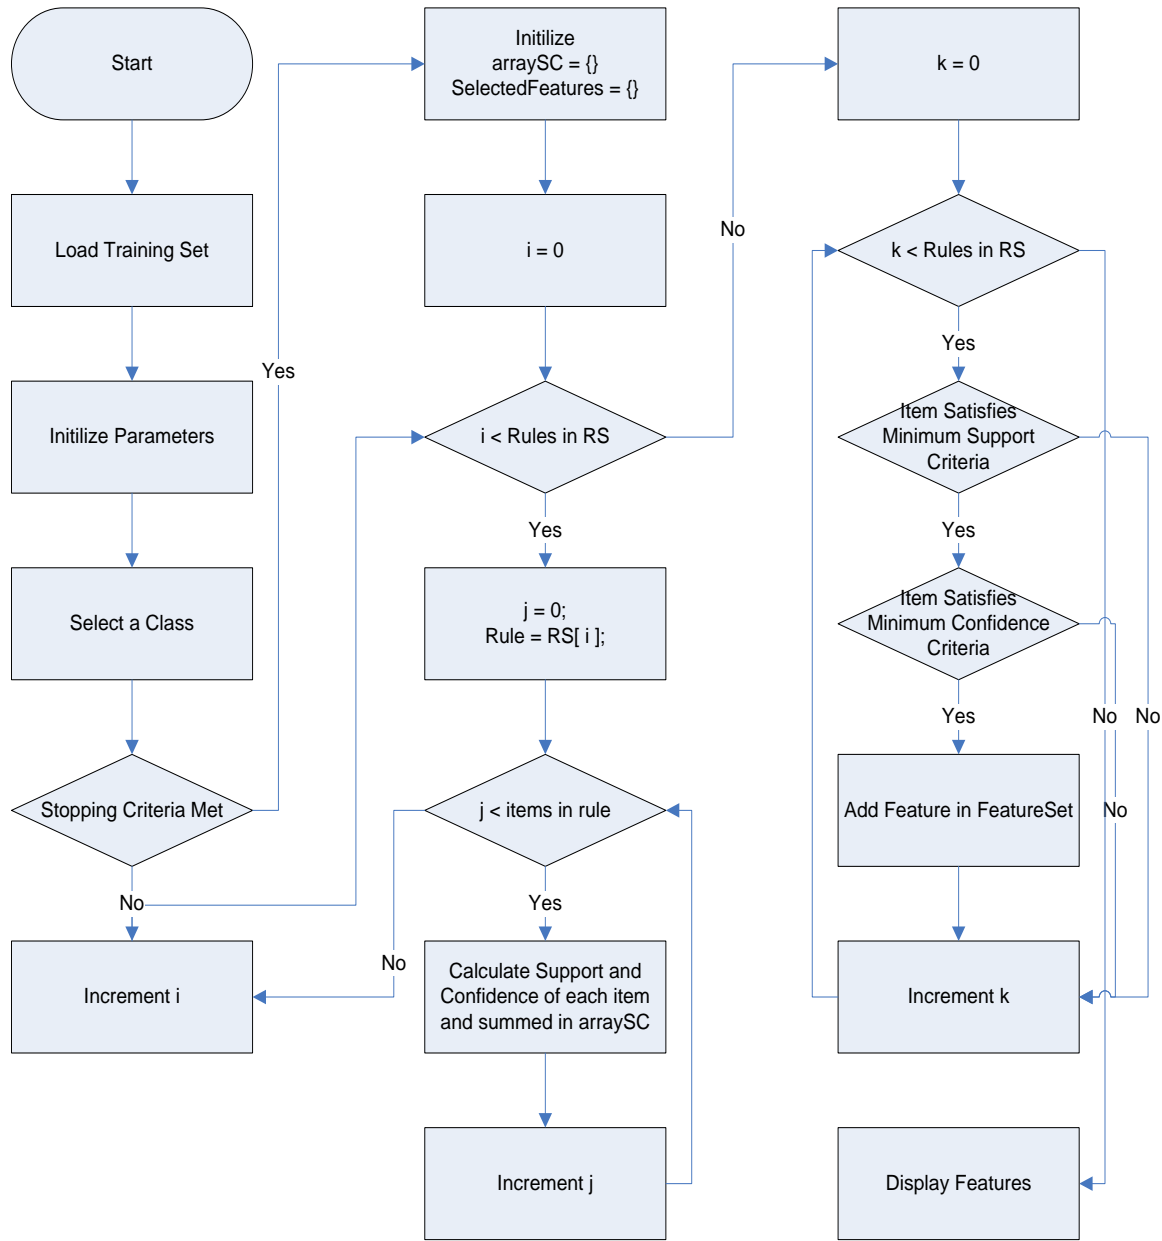 Start
Load Training Set
Initilize Parameters
Select a Class
Stopping Criteria Met
Yes
No
Increment i
Initilize
arraySC = {}
SelectedFeatures = {}
i = 0
i < Rules in RS
No
Yes
j = 0;
Rule = RS[ i ];
j < items in rule
No
Yes
Calculate Support and
Confidence of each item
and summed in arraySC
Increment j
k = 0
k < Rules in RS
Yes
Item Satisfies
Minimum Support
Criteria
Yes
Item Satisfies
Minimum Confidence
Criteria
Yes
No
No
No
Add Feature in FeatureSet
Increment k
Display Features